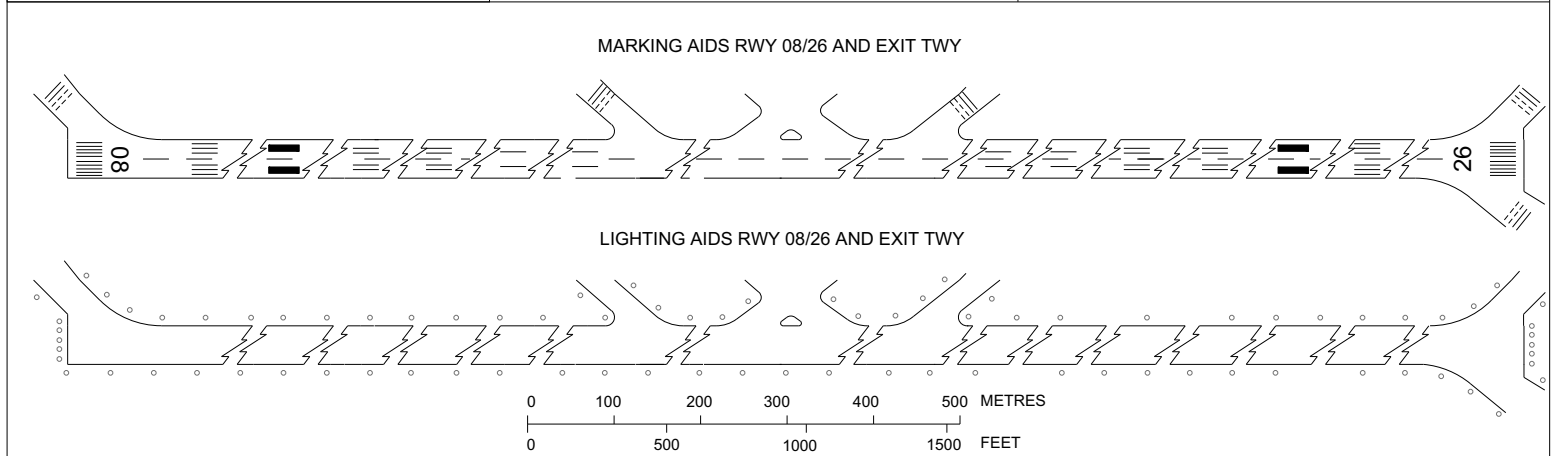 MARKING AIDS RWY 08/26 AND EXIT TWY
08
26
LIGHTING AIDS RWY 08/26 AND EXIT TWY
0 100 200 300 400 500 METRES
0 500 1000 1500 FEET